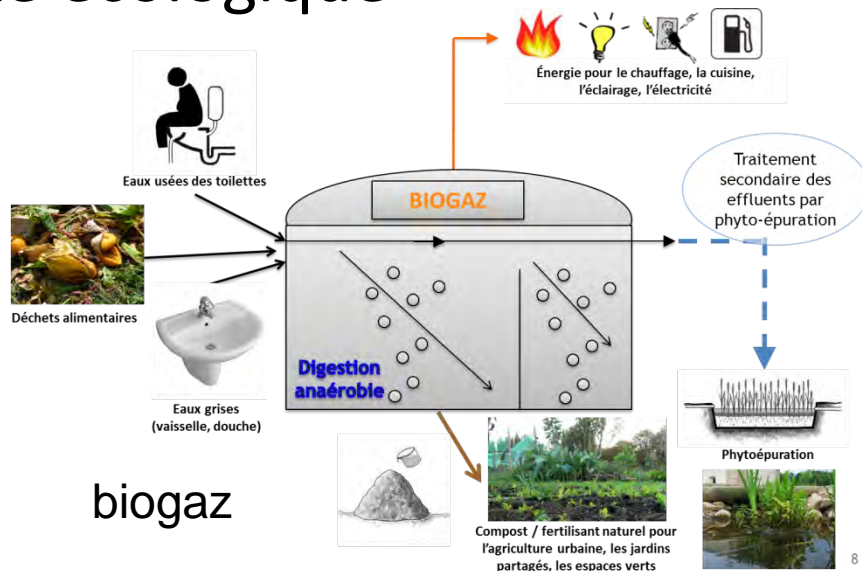 écologique
Énergie pour le chauffage, la cuisine,
l'éclairage, l'électricité
Eaux usées des toilettes
BIOGAZ
Traitement
secondaire des
effluents par
phyto-épuration
Déchets alimentaires
Digestion
anaérobie
Eaux grises
(vaisselle, douche)
Phytoépuration
biogaz
Compost / fertilisant naturel pour
l'agriculture urbaine, les jardins
partagés, les espaces verts
8